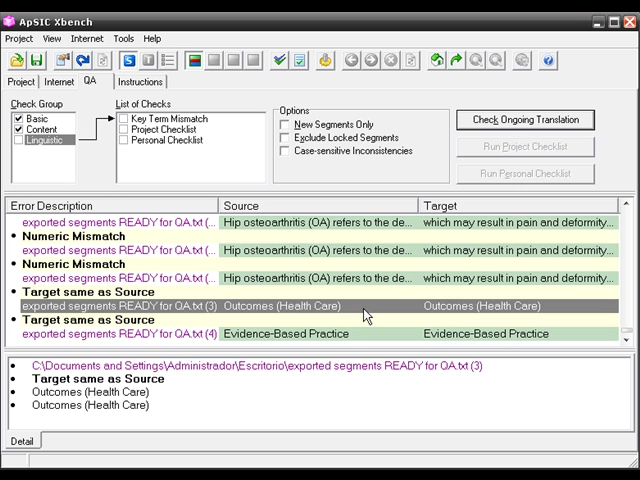 ApSIC Xbench
Project View Internet Tools Help
Project Internet QA Instructions
Check Group
Basic
Content
Linguistic
List of Checks
Key Term Mismatch
Project Checklist
Personal Checklist
Options
New Segments Only
Exclude Locked Segments
Case-sensitive Inconsistencies
Check Ongoing Translation
Run Project Checklist
Run Personal Checklist
Error Description Source Target
exported segments READY for QA.txt (... Hip osteoarthritis (OA) refers to the de... which may result in pain and deformity...
• Numeric Mismatch
exported segments READY for QA.txt (... Hip osteoarthritis (OA) refers to the de... which may result in pain and deformity...
• Numeric Mismatch
exported segments READY for QA.txt (... Hip osteoarthritis (OA) refers to the de... which may result in pain and deformity...
• Target same as Source
exported segments READY for QA.txt (3) Outcomes (Health Care) Outcomes (Health Care)
• Target same as Source
exported segments READY for QA.txt (4) Evidence-Based Practice Evidence-Based Practice
• C:\Documents and Settings\Administrador\Escritorio\exported segments READY for QA.txt (3)
• Target same as Source
• Outcomes (Health Care)
• Outcomes (Health Care)
Detail